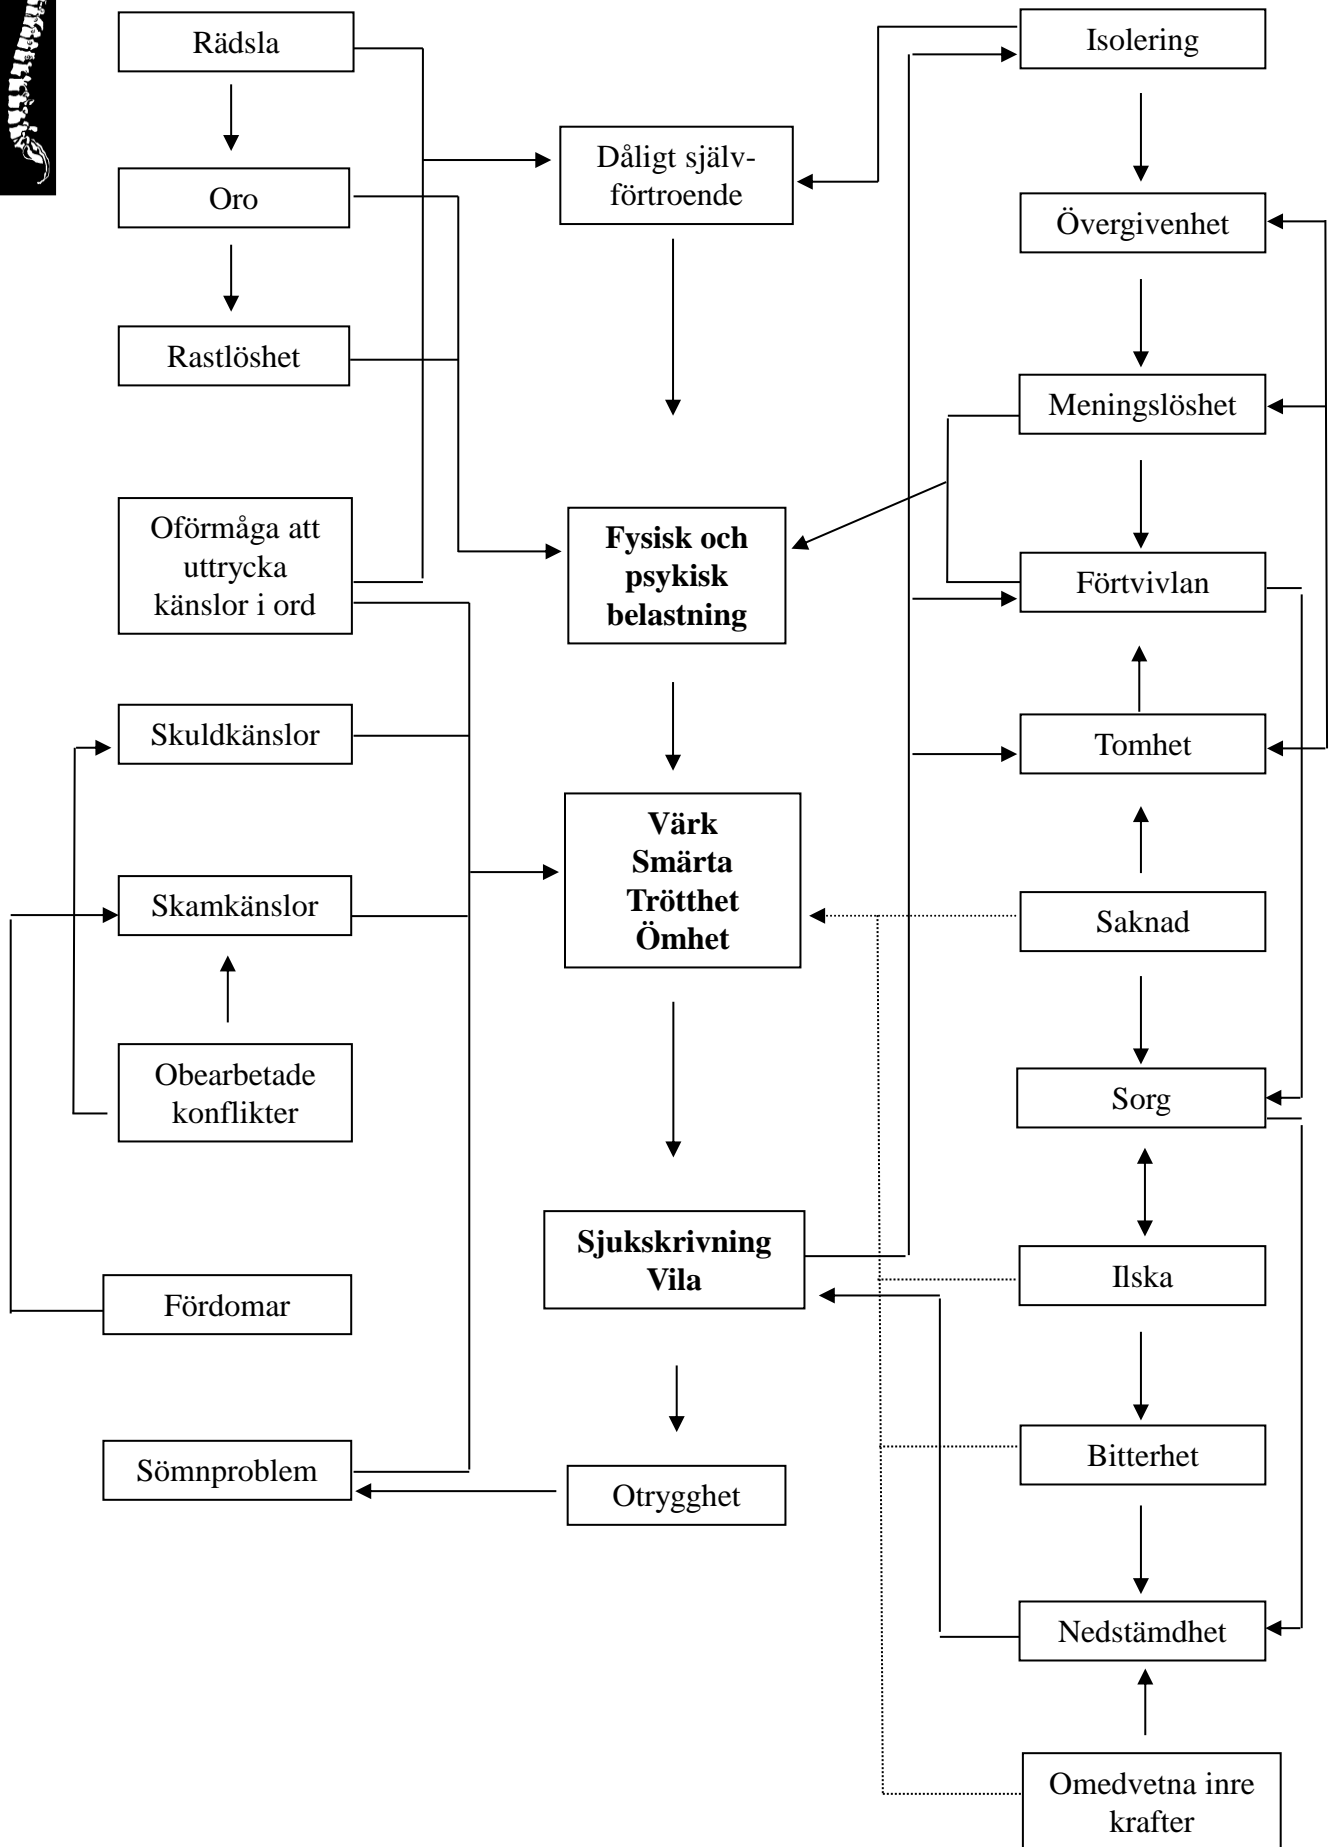 Rädsla
Oro
Rastlöshet
Oförmåga att
uttrycka
känslor i ord
Skuldkänslor
Skamkänslor
Obearbetade
konflikter
Fördomar
Sömnproblem
Dåligt själv-
förtroende
Fysisk och
psykisk
belastning
Värk
Smärta
Trötthet
Ömhet
Sjukskrivning
Vila
Otrygghet
Isolering
Övergivenhet
Meningslöshet
Förtvivlan
Tomhet
Saknad
Sorg
Ilska
Bitterhet
Nedstämdhet
Omedvetna inre
krafter